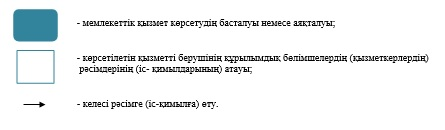 - мемлекеттік қызмет көрсетудің басталуы немесе аяқталуы;
- көрсетілетін қызметті берушінің құрылымдық бөлімшелердің (қызметкерлердің)
рәсімдерінің (іс- қимылдарының) атауы;
- келесі рәсімге (іс-қимылға) өту.